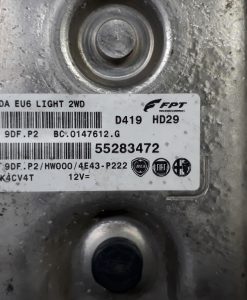 DA EU6 LIGHT 2WD
FPT
D419 HD29
9DF.P2 BC.0147612.G
55283472
9DF.P2/HW000/4E43-P222
K4CV4T 12V=